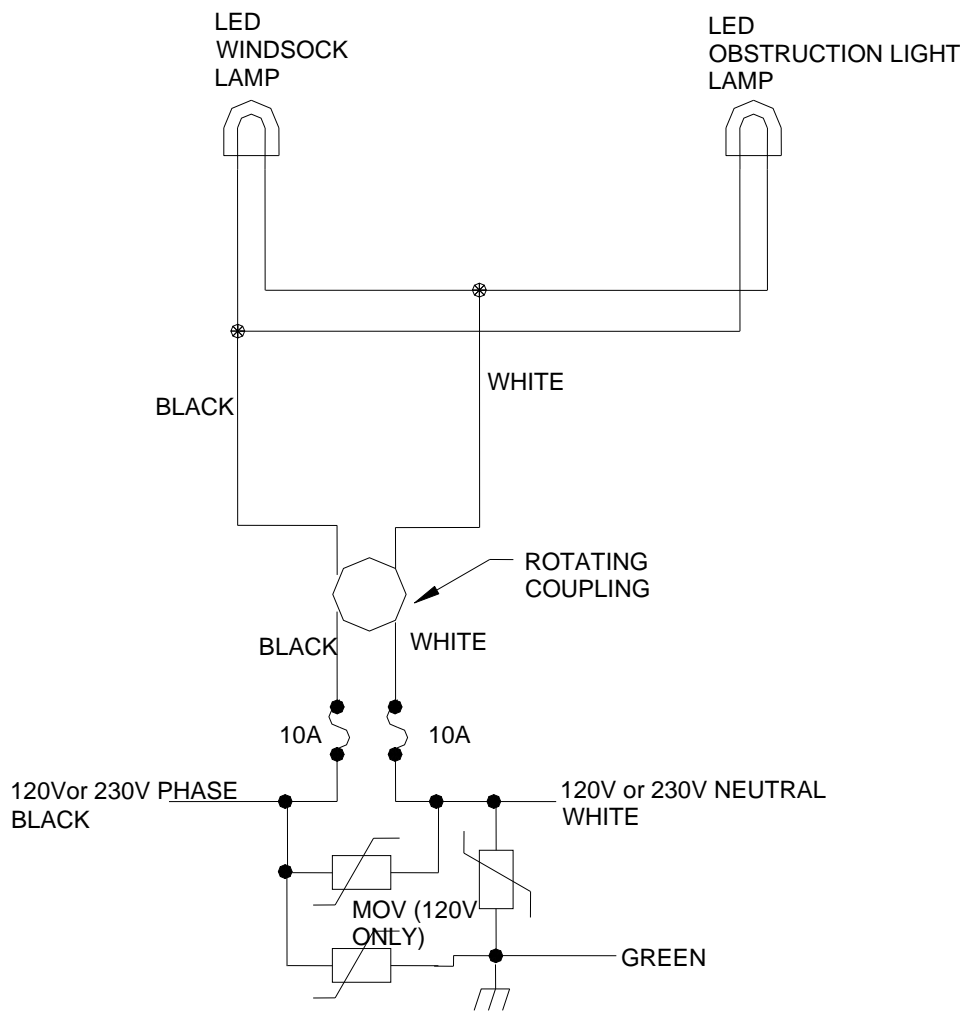 LED
WINDSOCK
LAMP
LED
OBSTRUCTION LIGHT
LAMP
WHITE
BLACK
ROTATING
COUPLING
BLACK
WHITE
10A
10A
120Vor 230V PHASE
BLACK
120V or 230V NEUTRAL
WHITE
MOV (120V
ONLY)
GREEN